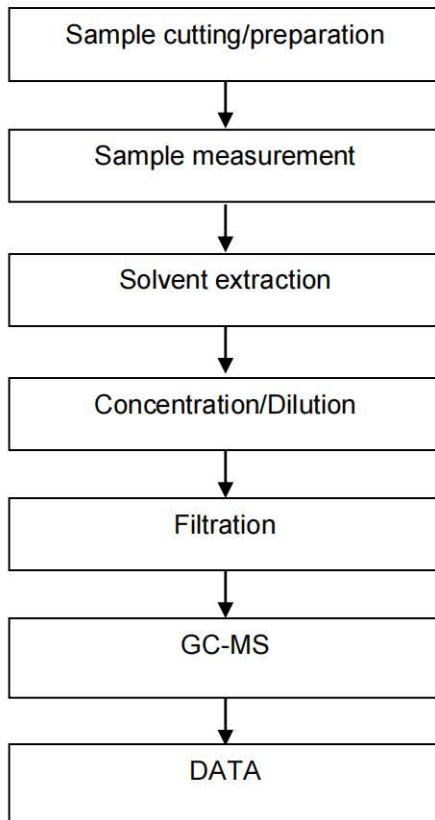 Sample cutting/preparation
Sample measurement
Solvent extraction
Concentration/Dilution
Filtration
GC-MS
DATA